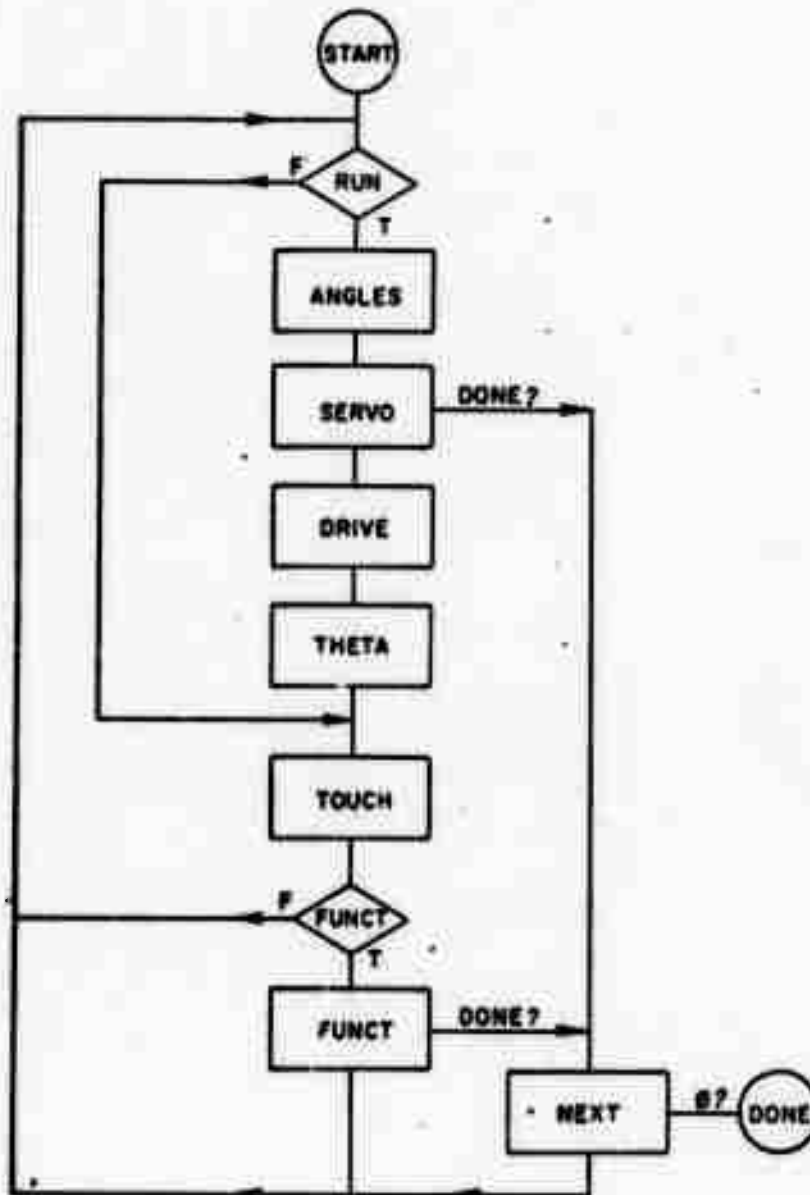 START
F
RUN
T
ANGLES
SERVO
DONE?
DRIVE
THETA
TOUCH
F
FUNCT
T
FUNCT
DONE?
NEXT
Ø?
DONE